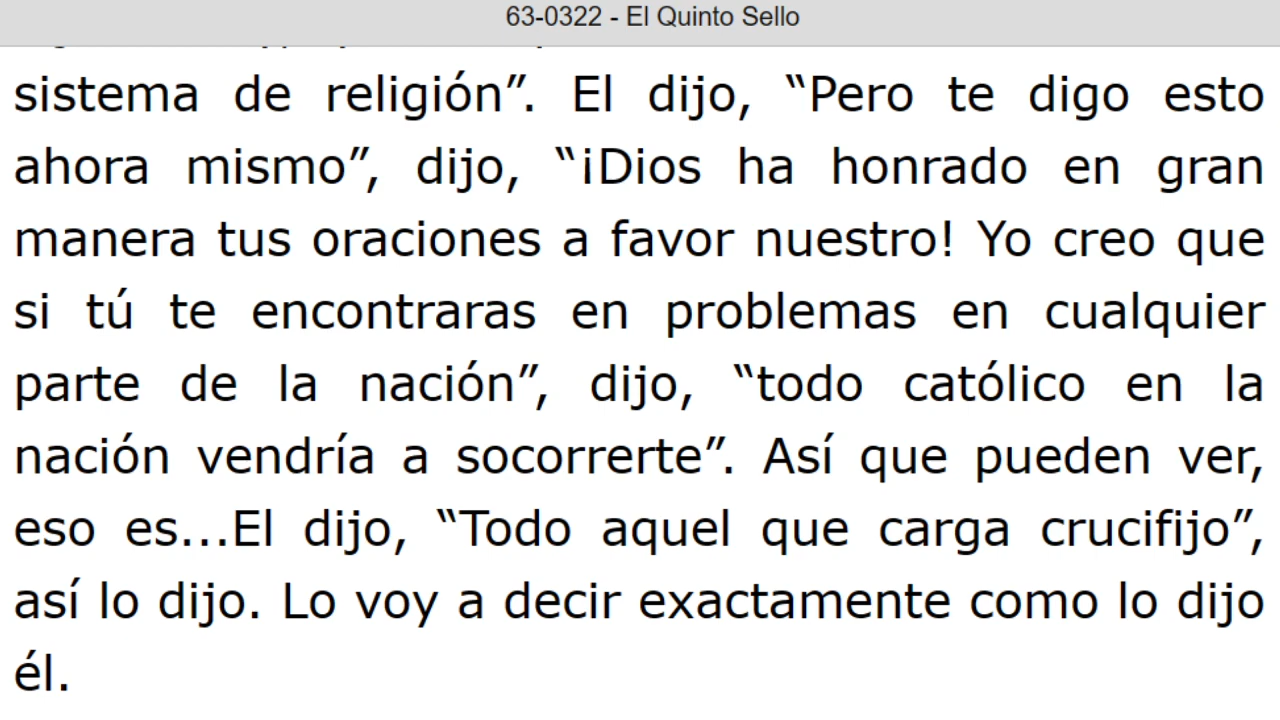 63-0322 - El Quinto Sello
sistema de religión”. El dijo, “Pero te digo esto
ahora mismo”, dijo, “¡Dios ha honrado en gran
manera tus oraciones a favor nuestro! Yo creo que
si tú te encontraras en problemas en cualquier
parte de la nación”, dijo, “todo católico en la
nación vendría a socorrerte”. Así que pueden ver,
eso es...El dijo, “Todo aquel que carga crucifijo”,
así lo dijo. Lo voy a decir exactamente como lo dijo
él.